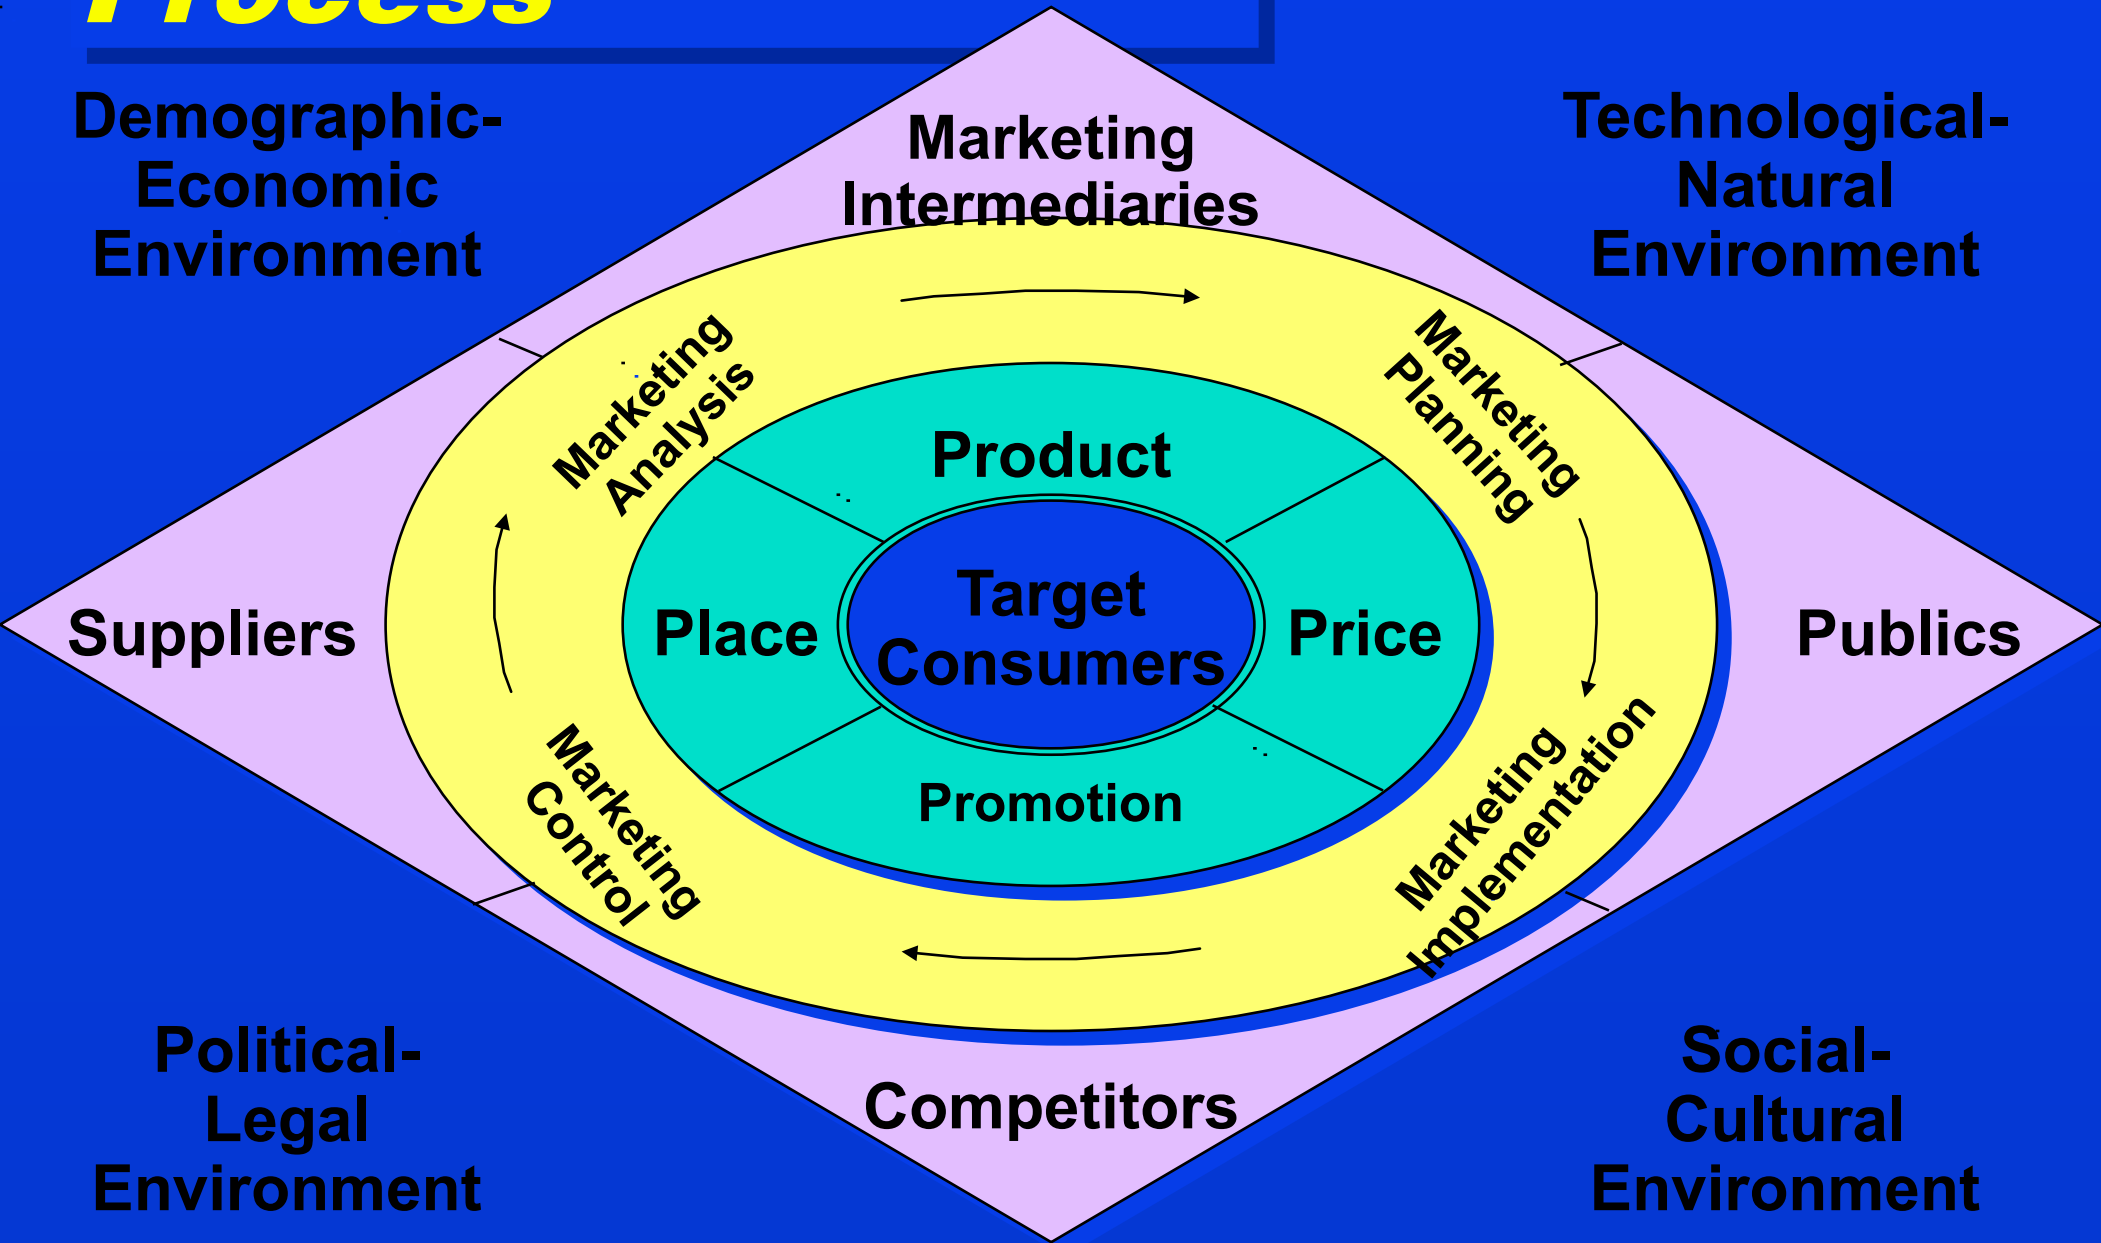 Process
Demographic-
Economic
Environment
Marketing
Intermediaries
Technological-
Natural
Environment
Marketing
Analysis
Marketing
Planning
Product
Suppliers
Place
Target
Consumers
Price
Publics
Marketing
Control
Promotion
Marketing
Implementation
Political-
Legal
Environment
Competitors
Social-
Cultural
Environment